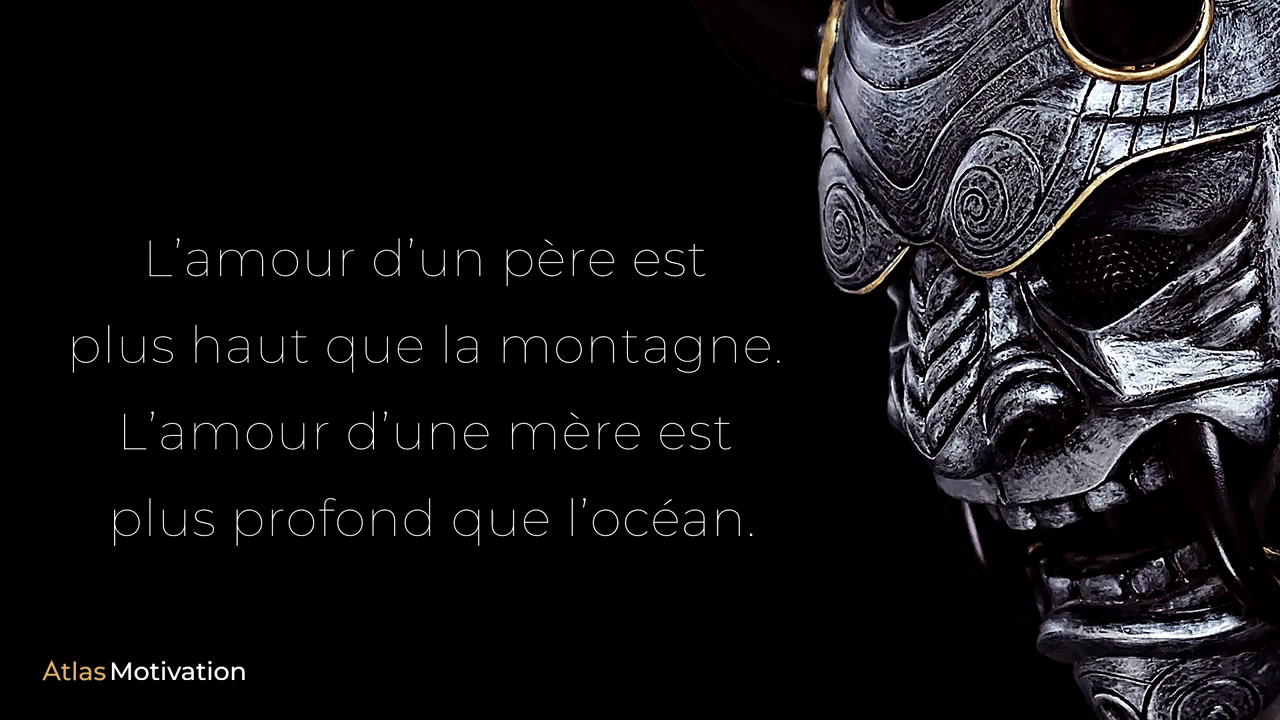 L’amour d’un père est
plus haut que la montagne.
L’amour d’une mère est
plus profond que l’océan.
Atlas Motivation